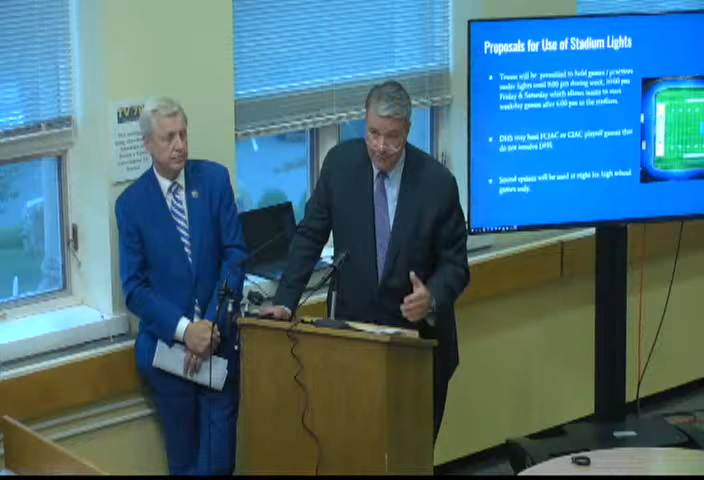 TV79
Proposals for Use of Stadium Lights
Teams will be permitted to hold games / practices
under lights until 9:00 pm during week, 10:00 pm
Friday & Saturday which allows teams to start
weekday games after 6:00 pm in the stadium.
DHS may host FCIAC or CIAC playoff games that
do not involve DHS.
Sound system will be used at night for high school
games only.